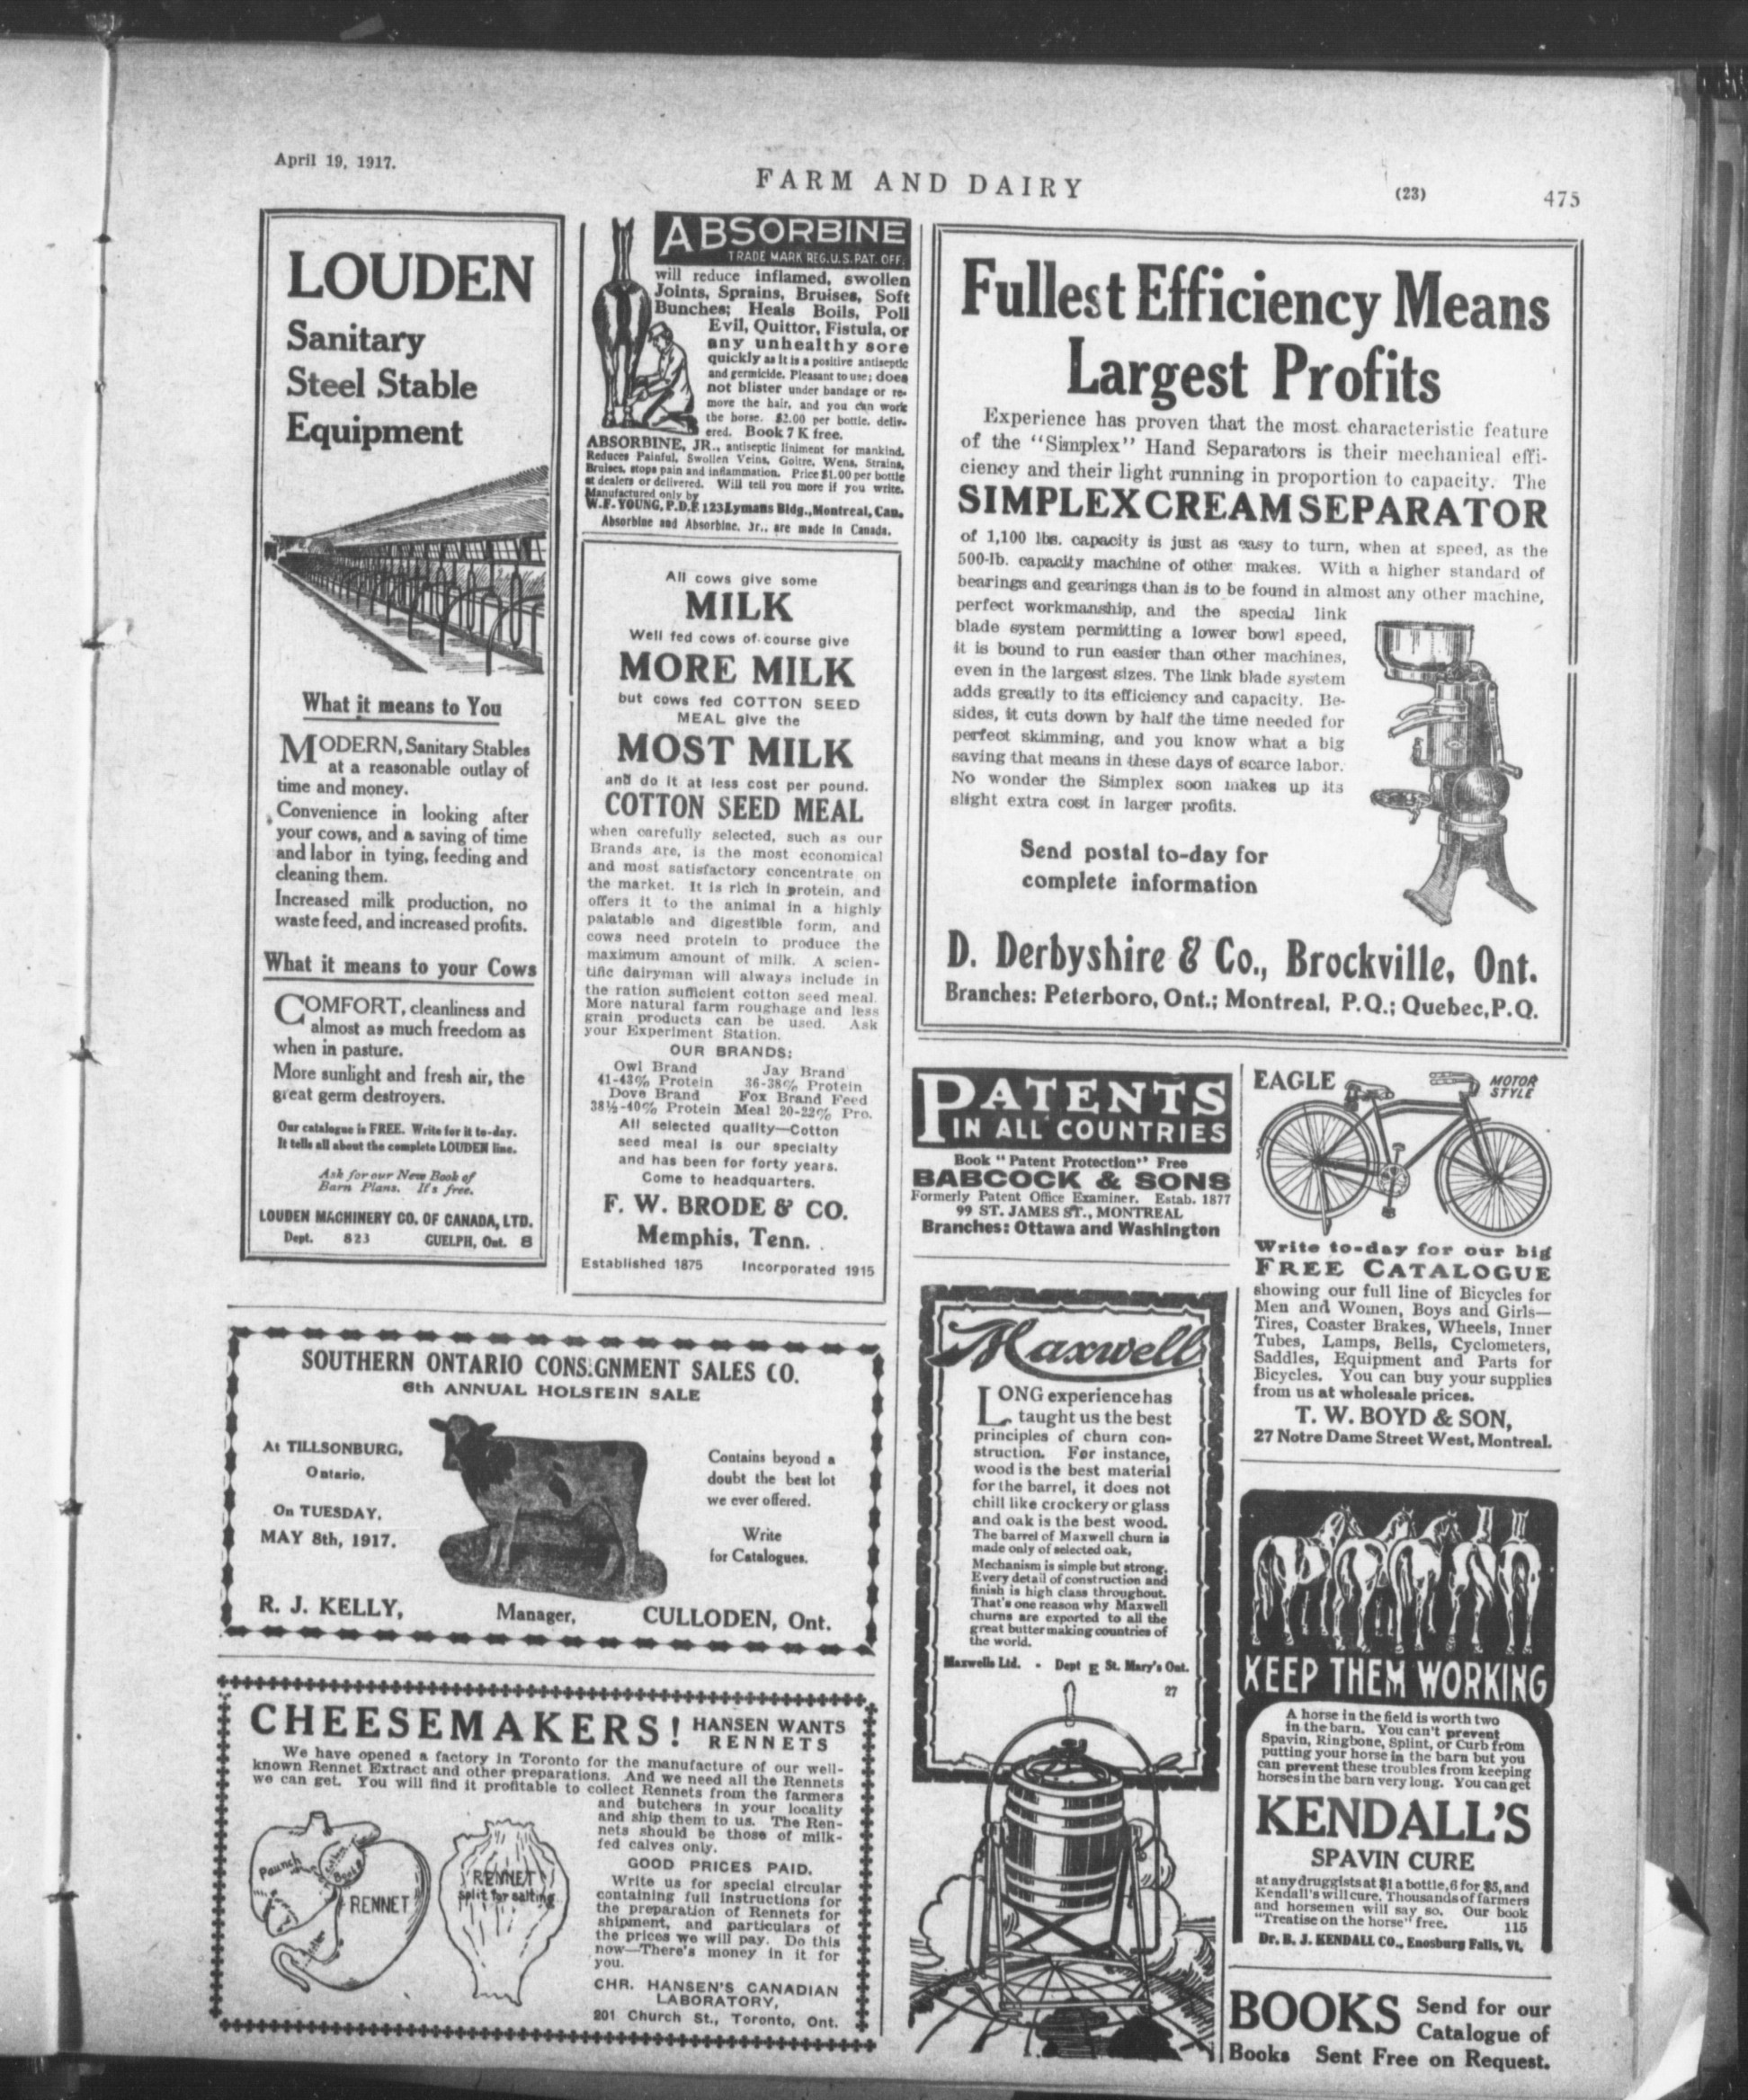 April 19, 1917.
FARM AND DAIRY
(23)
475
LOUDEN
Sanitary
Steel Stable
Equipment
What it means to You
MODERN, Sanitary Stables
at a reasonable outlay of
time and money.
Convenience in looking after
your cows, and a saving of time
and labor in tying, feeding and
cleaning them.
Increased milk production, no
waste feed, and increased profits.
What it means to your Cows
COMFORT, cleanliness and
almost as much freedom as
when in pasture.
More sunlight and fresh air, the
great germ destroyers.
Our catalogue is FREE. Write for it to-day.
It tells all about the complete LOUDEN line.
Ask for our New Book of
Barn Plans. It's free.
LOUDEN MACHINERY CO. OF CANADA, LTD.
Dept. 823 GUELPH, Ont. 8
ABSORBINE
TRADE MARK REG. U.S. PAT. OFF.
will reduce inflamed, swollen
Joints, Sprains, Bruises, Soft
Bunches; Heals Boils, Poll
Evil, Quittor, Fistula, or
any unhealthy sore
quickly as it is a positive antiseptic
and germicide. Pleasant to use; does
not blister under bandage or re-
move the hair, and you can work
the horse. $2.00 per bottle, deliv-
ered. Book 7 K free.
ABSORBINE, JR., antiseptic liniment for mankind.
Reduces Painful, Swollen Veins, Goitre, Wens, Strains,
Bruises, stops pain and inflammation. Price $1.00 per bottle
at dealers or delivered. Will tell you more if you write.
Manufactured only by
W.F. YOUNG, P.D.F. 123 Lymans Bldg., Montreal, Can.
Absorbine and Absorbine, Jr., are made in Canada.
All cows give some
MILK
Well fed cows of course give
MORE MILK
but cows fed COTTON SEED
MEAL give the
MOST MILK
and do it at less cost per pound.
COTTON SEED MEAL
when carefully selected, such as our
Brands are, is the most economical
and most satisfactory concentrate on
the market. It is rich in protein, and
offers it to the animal in a highly
palatable and digestible form, and
cows need protein to produce the
maximum amount of milk. A scien-
tific dairyman will always include in
the ration sufficient cotton seed meal.
More natural farm roughage and less
grain products can be used. Ask
your Experiment Station.
OUR BRANDS:
Owl Brand Jay Brand
41-43% Protein 36-38% Protein
Dove Brand Fox Brand Feed
38½-40% Protein Meal 20-22% Pro.
All selected quality—Cotton
seed meal is our specialty
and has been for forty years.
Come to headquarters.
F. W. BRODE & CO.
Memphis, Tenn.
Established 1875 Incorporated 1915
Fullest Efficiency Means
Largest Profits
Experience has proven that the most characteristic feature
of the "Simplex" Hand Separators is their mechanical effi-
ciency and their light running in proportion to capacity. The
SIMPLEX CREAM SEPARATOR
of 1,100 lbs. capacity is just as easy to turn, when at speed, as the
500-lb. capacity machine of other makes. With a higher standard of
bearings and gearings than is to be found in almost any other machine,
perfect workmanship, and the special link
blade system permitting a lower bowl speed,
it is bound to run easier than other machines,
even in the largest sizes. The link blade system
adds greatly to its efficiency and capacity. Be-
sides, it cuts down by half the time needed for
perfect skimming, and you know what a big
saving that means in these days of scarce labor.
No wonder the Simplex soon makes up its
slight extra cost in larger profits.
Send postal to-day for
complete information
D. Derbyshire & Co., Brockville, Ont.
Branches: Peterboro, Ont.; Montreal, P.Q.; Quebec, P.Q.
PATENTS
IN ALL COUNTRIES
Book "Patent Protection" Free
BABCOCK & SONS
Formerly Patent Office Examiner. Estab. 1877
99 ST. JAMES ST., MONTREAL
Branches: Ottawa and Washington
EAGLE
MOTOR
STYLE
Write to-day for our big
FREE CATALOGUE
showing our full line of Bicycles for
Men and Women, Boys and Girls—
Tires, Coaster Brakes, Wheels, Inner
Tubes, Lamps, Bells, Cyclometers,
Saddles, Equipment and Parts for
Bicycles. You can buy your supplies
from us at wholesale prices.
T. W. BOYD & SON,
27 Notre Dame Street West, Montreal.
SOUTHERN ONTARIO CONSIGNMENT SALES CO.
6th ANNUAL HOLSTEIN SALE
At TILLSONBURG,
Ontario,
On TUESDAY,
MAY 8th, 1917.
Contains beyond a
doubt the best lot
we ever offered.
Write
for Catalogues.
R. J. KELLY, Manager, CULLODEN, Ont.
Maxwell
LONG experience has
taught us the best
principles of churn con-
struction. For instance,
wood is the best material
for the barrel, it does not
chill like crockery or glass
and oak is the best wood.
The barrel of Maxwell churn is
made only of selected oak,
Mechanism is simple but strong.
Every detail of construction and
finish is high class throughout.
That's one reason why Maxwell
churns are exported to all the
great butter making countries of
the world.
Maxwells Ltd. - Dept E St. Mary's Ont.
27
KEEP THEM WORKING
A horse in the field is worth two
in the barn. You can't prevent
Spavin, Ringbone, Splint, or Curb from
putting your horse in the barn but you
can prevent these troubles from keeping
horses in the barn very long. You can get
KENDALL'S
SPAVIN CURE
at any druggists at $1 a bottle, 6 for $5, and
Kendall's will cure. Thousands of farmers
and horsemen will say so. Our book
"Treatise on the horse" free. 115
Dr. B. J. KENDALL CO., Enosburg Falls, Vt.
CHEESEMAKERS! HANSEN WANTS
RENNETS
We have opened a factory in Toronto for the manufacture of our well-
known Rennet Extract and other preparations. And we need all the Rennets
we can get. You will find it profitable to collect Rennets from the farmers
and butchers in your locality
and ship them to us. The Ren-
nets should be those of milk-
fed calves only.
GOOD PRICES PAID.
Write us for special circular
containing full instructions for
the preparation of Rennets for
shipment, and particulars of
the prices we will pay. Do this
now—There's money in it for
you.
CHR. HANSEN'S CANADIAN
LABORATORY,
201 Church St., Toronto, Ont.
Paunch
RENNET
RENNET
split for salting
BOOKS Send for our
Catalogue of
Books Sent Free on Request.